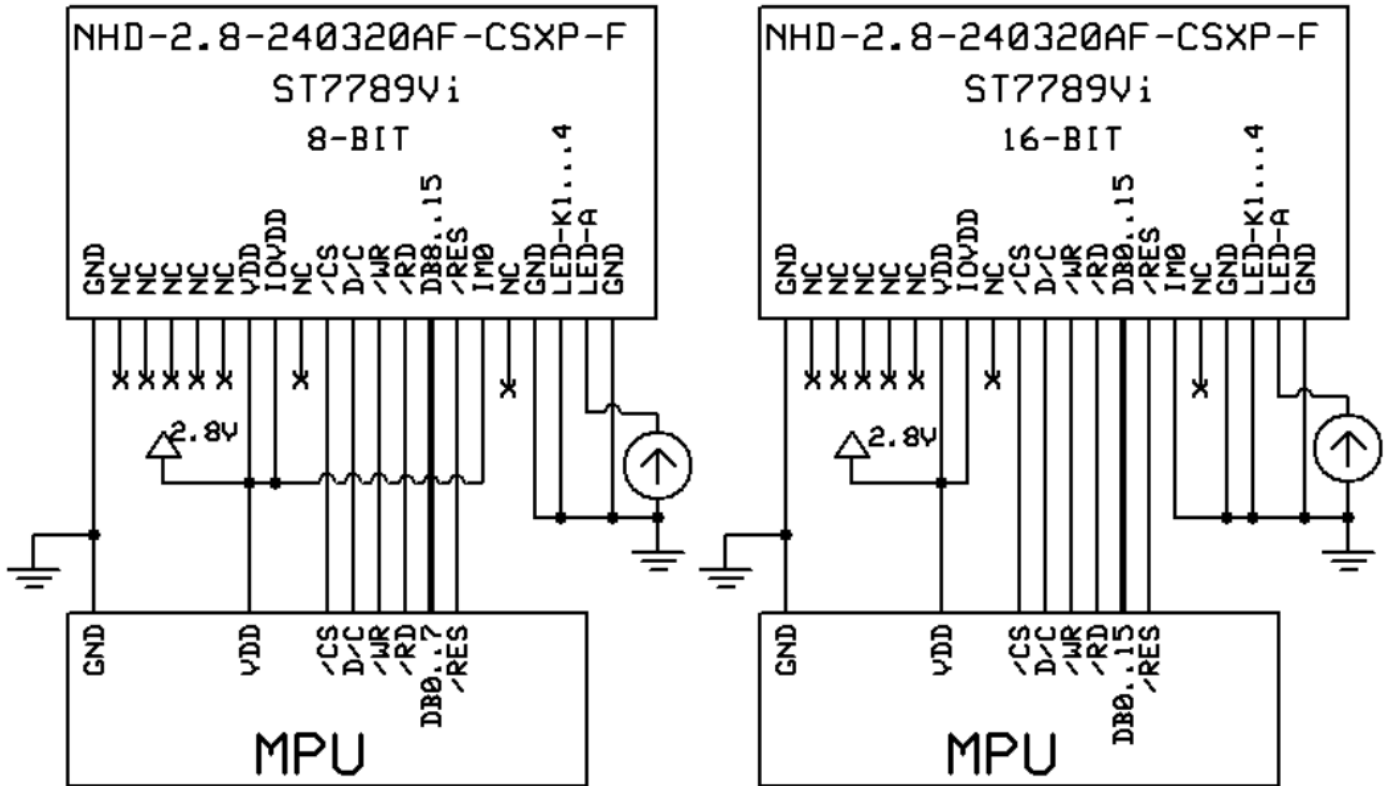 NHD-2.8-240320AF-CSXP-F
ST7789Vi
8-BIT
GND
NC
NC
NC
NC
NC
VDD
IOVDD
NC
/CS
D/C
/WR
/RD
DB8..15
/RES
IM0
NC
GND
LED-K1...4
LED-A
GND
2.8V
GND
VDD
/CS
D/C
/WR
/RD
DB0..7
/RES
MPU
NHD-2.8-240320AF-CSXP-F
ST7789Vi
16-BIT
GND
NC
NC
NC
NC
NC
VDD
IOVDD
NC
/CS
D/C
/WR
/RD
DB0..15
/RES
IM0
NC
GND
LED-K1...4
LED-A
GND
2.8V
GND
VDD
/CS
D/C
/WR
/RD
DB0..15
/RES
MPU